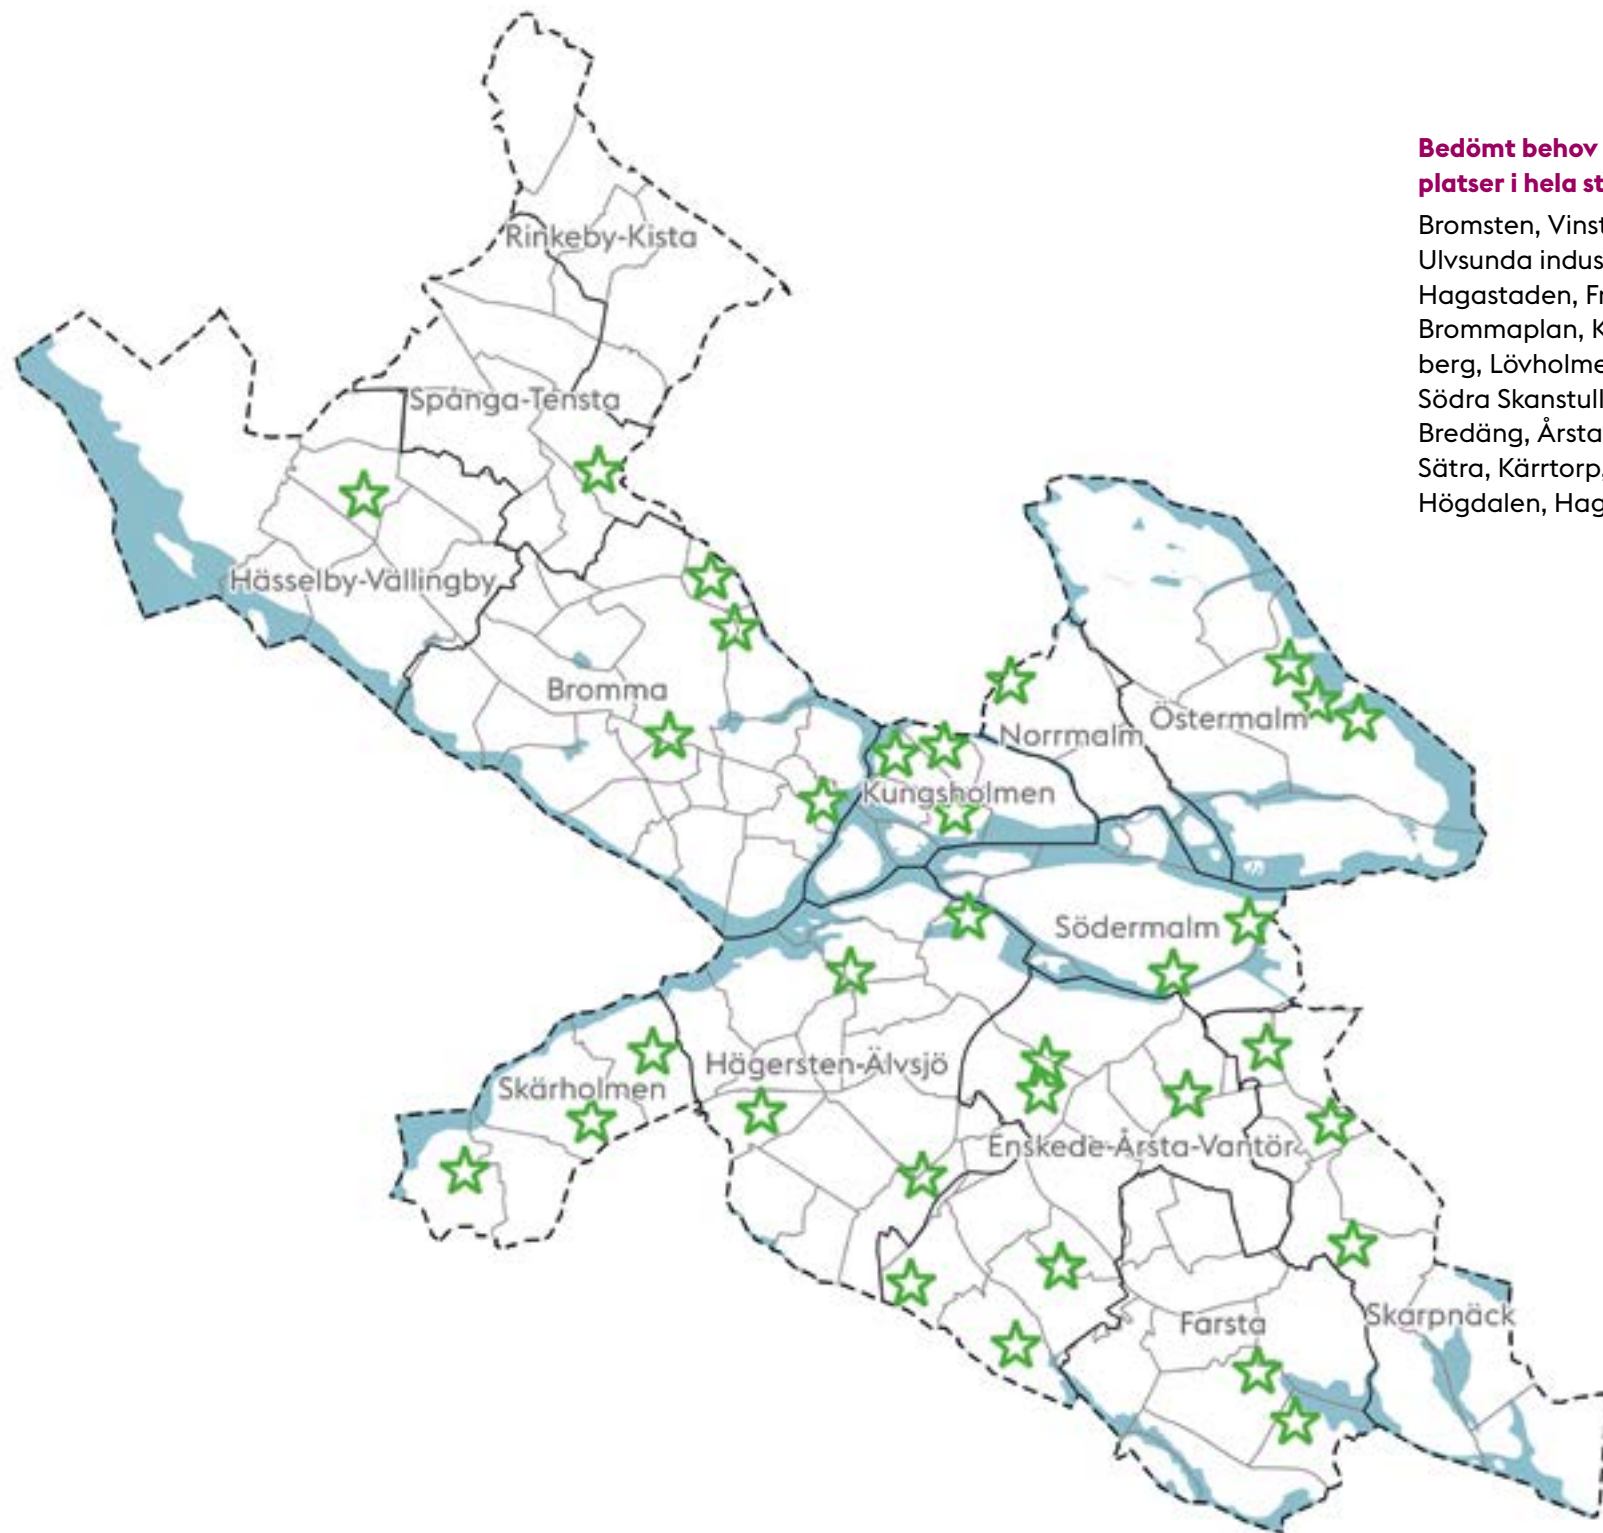 Bedömt behov
platser i hela st
Bromsten, Vinst
Ulvsunda indus
Hagastaden, Fr
Brommaplan, K
berg, Lövholme
Södra Skanstull
Bredäng, Årsta
Sätra, Kärrtorp,
Högdalen, Hag
Rinkeby-Kista
Spånga-Tensta
Hässelby-Vällingby
Bromma
Norrmalm
Östermalm
Kungsholmen
Södermalm
Hägersten-Älvsjö
Skärholmen
Enskede-Årsta-Vantör
Farsta
Skarpnäck